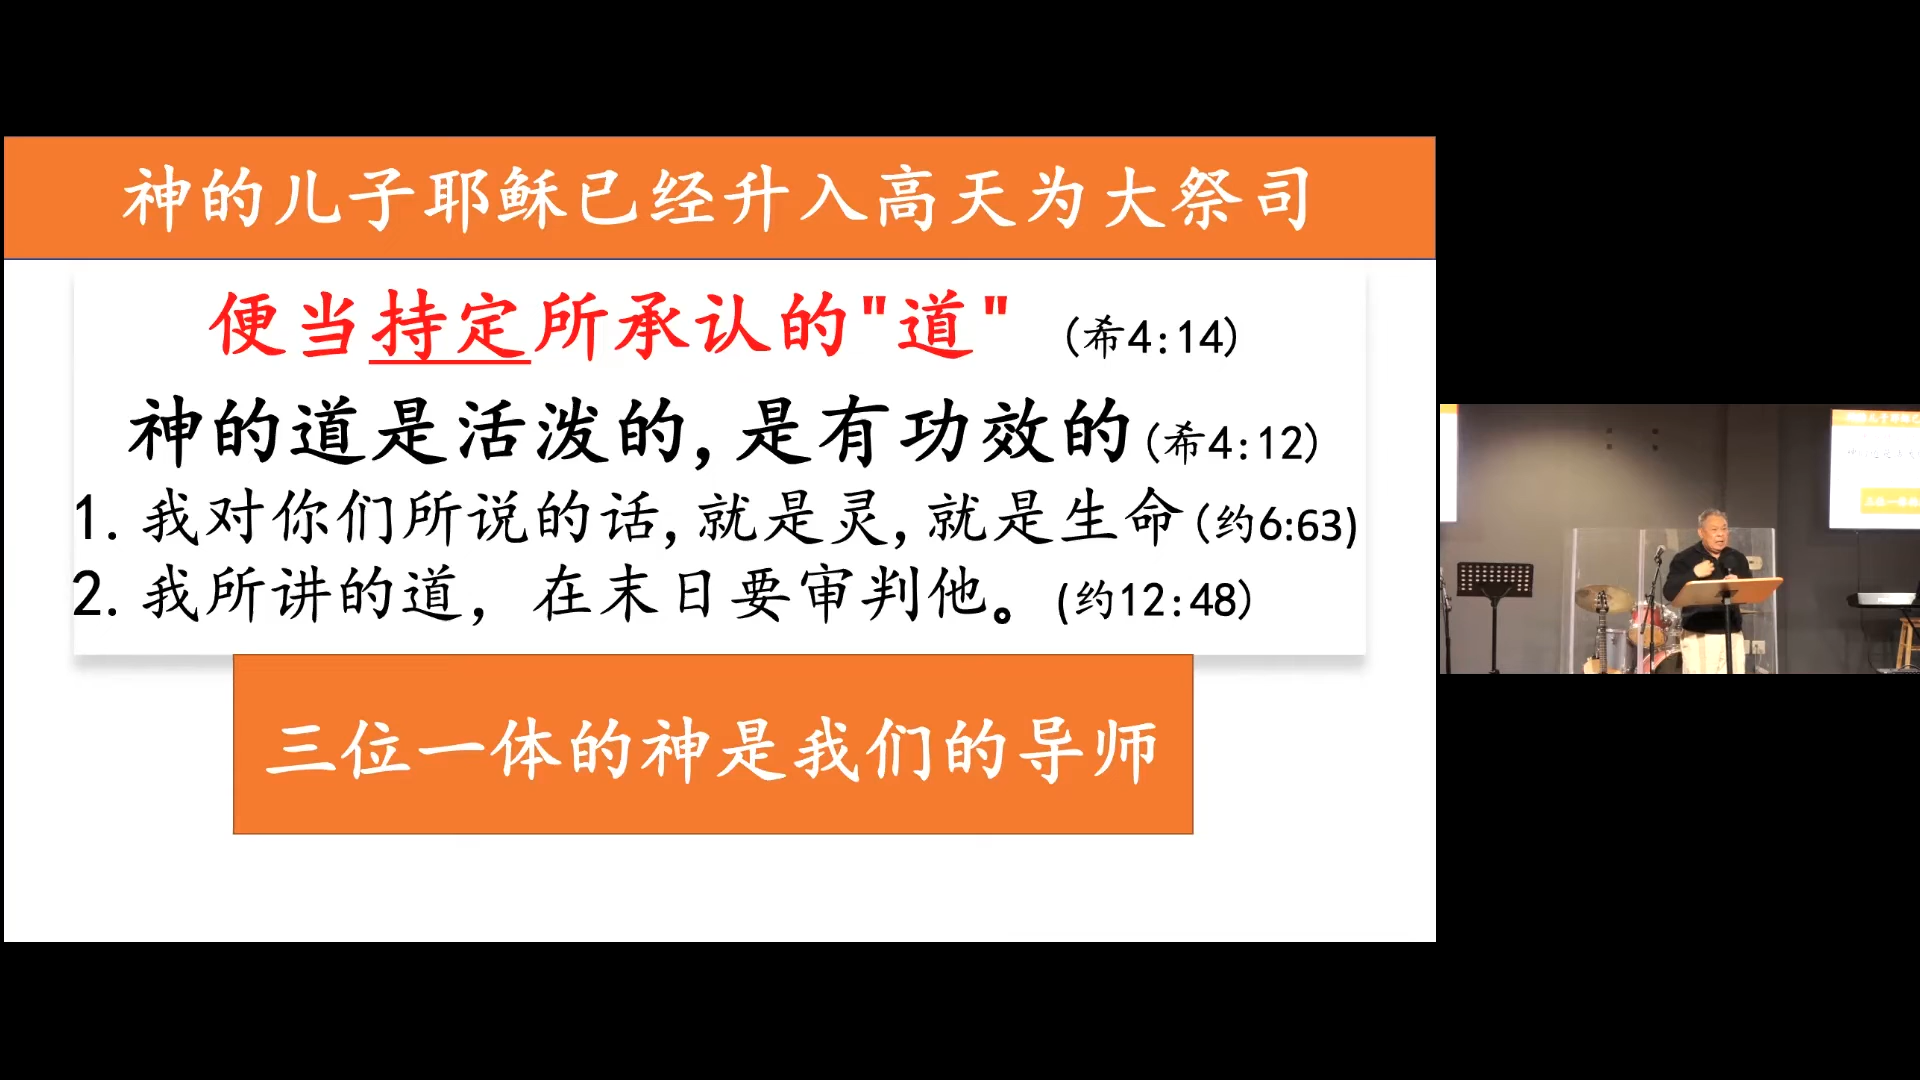 神的儿子耶稣已经升入高天为大祭司
便当持定所承认的"道" (希4:14)
神的道是活泼的,是有功效的(希4:12)
1. 我对你们所说的话,就是灵,就是生命(约6:63)
2. 我所讲的道，在末日要审判他。(约12:48)
三位一体的神是我们的导师